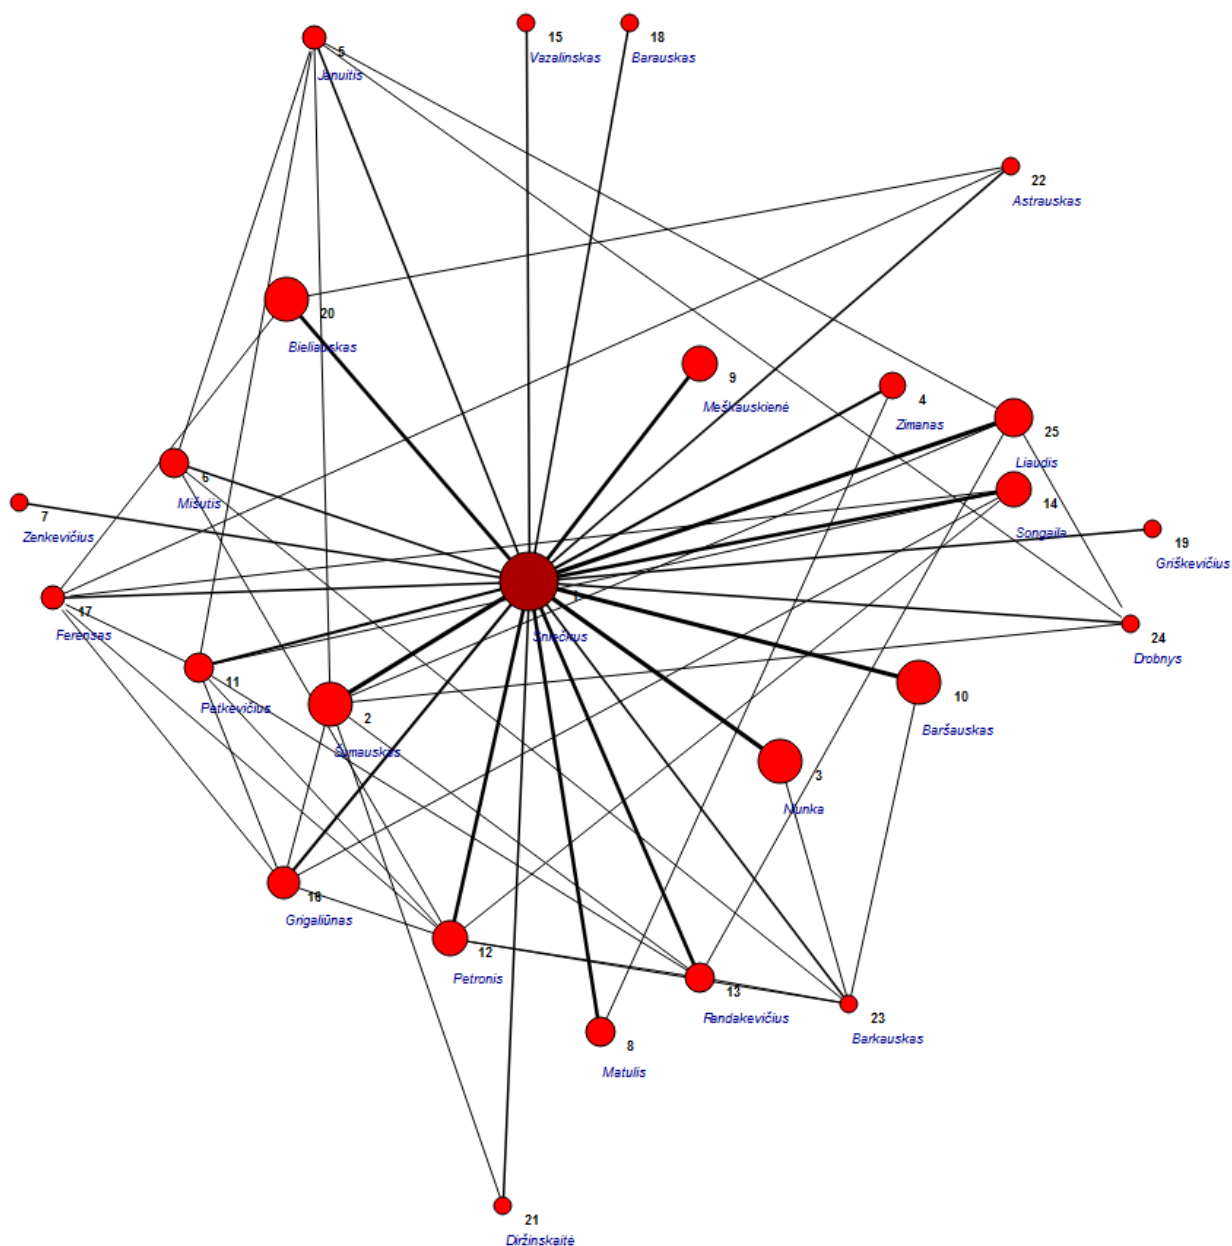 15
Vazalinskas
18
Barauskas
5
Januitis
22
Astrauskas
20
Bieliauskas
9
Meškauskienė
4
Zimanas
25
Liaudis
6
Mišutis
14
Songaila
7
Zenkevičius
19
Griškevičius
1
Sniečkus
17
Ferensas
24
Drobnys
11
Petkevičius
10
Baršauskas
2
Šumauskas
3
Niunka
16
Grigaliūnas
12
Petronis
13
Randakevičius
23
Barkauskas
8
Matulis
21
Diržinskaitė